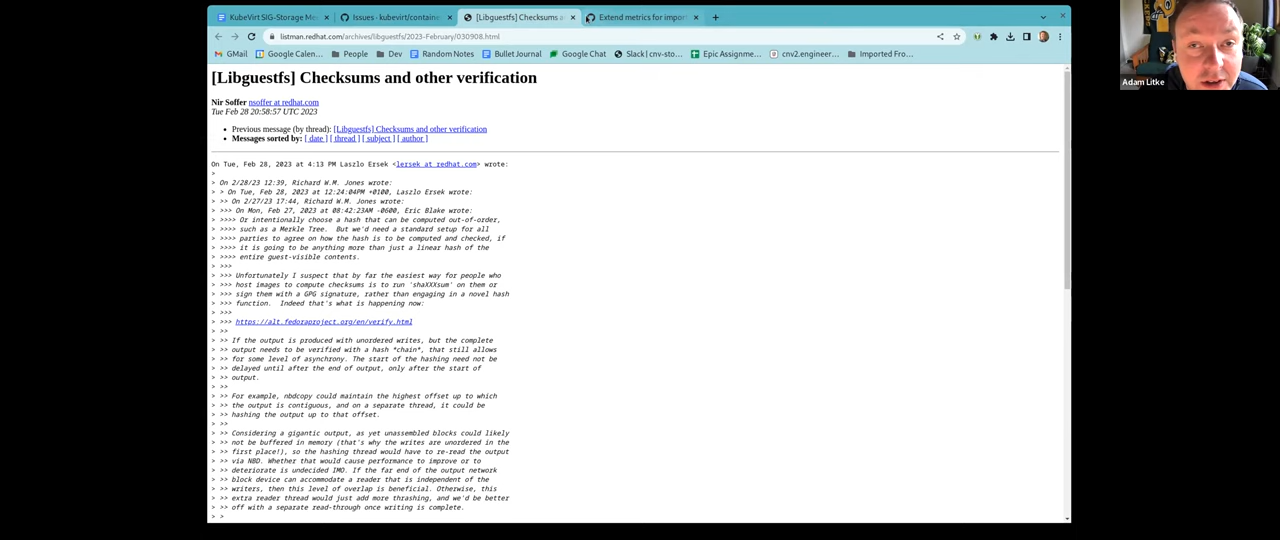 KubeVirt SIG-Storage Me
Issues · kubevirt/containe
[Libguestfs] Checksums a
Extend metrics for impor
listman.redhat.com/archives/libguestfs/2023-February/030908.html
GMail
Google Calen...
People
Dev
Random Notes
Bullet Journal
Google Chat
Slack | cnv-sto...
Epic Assignme...
cnv2.engineer...
Imported Fro...
Adam Litke
[Libguestfs] Checksums and other verification
Nir Soffer nsoffer at redhat.com
Tue Feb 28 20:58:57 UTC 2023
• Previous message (by thread): [Libguestfs] Checksums and other verification
• Messages sorted by: [ date ] [ thread ] [ subject ] [ author ]
On Tue, Feb 28, 2023 at 4:13 PM Laszlo Ersek <lersek at redhat.com> wrote:
>
> On 2/28/23 12:39, Richard W.M. Jones wrote:
> > On Tue, Feb 28, 2023 at 12:24:04PM +0100, Laszlo Ersek wrote:
> >> On 2/27/23 17:44, Richard W.M. Jones wrote:
> >>> On Mon, Feb 27, 2023 at 08:42:23AM -0600, Eric Blake wrote:
> >>>> Or intentionally choose a hash that can be computed out-of-order,
> >>>> such as a Merkle Tree.  But we'd need a standard setup for all
> >>>> parties to agree on how the hash is to be computed and checked, if
> >>>> it is going to be anything more than just a linear hash of the
> >>>> entire guest-visible contents.
> >>>
> >>> Unfortunately I suspect that by far the easiest way for people who
> >>> host images to compute checksums is to run 'shaXXXsum' on them or
> >>> sign them with a GPG signature, rather than engaging in a novel hash
> >>> function.  Indeed that's what is happening now:
> >>>
> >>> https://alt.fedoraproject.org/en/verify.html
> >>
> >> If the output is produced with unordered writes, but the complete
> >> output needs to be verified with a hash *chain*, that still allows
> >> for some level of asynchrony. The start of the hashing need not be
> >> delayed until after the end of output, only after the start of
> >> output.
> >>
> >> For example, nbdcopy could maintain the highest offset up to which
> >> the output is contiguous, and on a separate thread, it could be
> >> hashing the output up to that offset.
> >>
> >> Considering a gigantic output, as yet unassembled blocks could likely
> >> not be buffered in memory (that's why the writes are unordered in the
> >> first place!), so the hashing thread would have to re-read the output
> >> via NBD. Whether that would cause performance to improve or to
> >> deteriorate is undecided IMO. If the far end of the output network
> >> block device can accommodate a reader that is independent of the
> >> writers, then this level of overlap is beneficial. Otherwise, this
> >> extra reader thread would just add more thrashing, and we'd be better
> >> off with a separate read-through once writing is complete.
> >